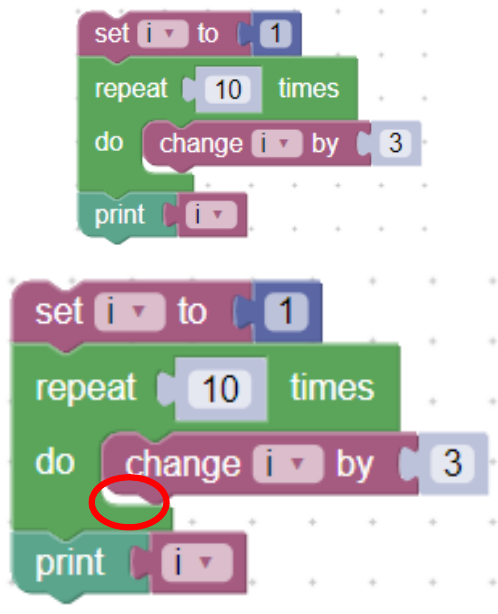 set i to 1
repeat 10 times
do change i by 3
print i
set i to 1
repeat 10 times
do change i by 3
print i